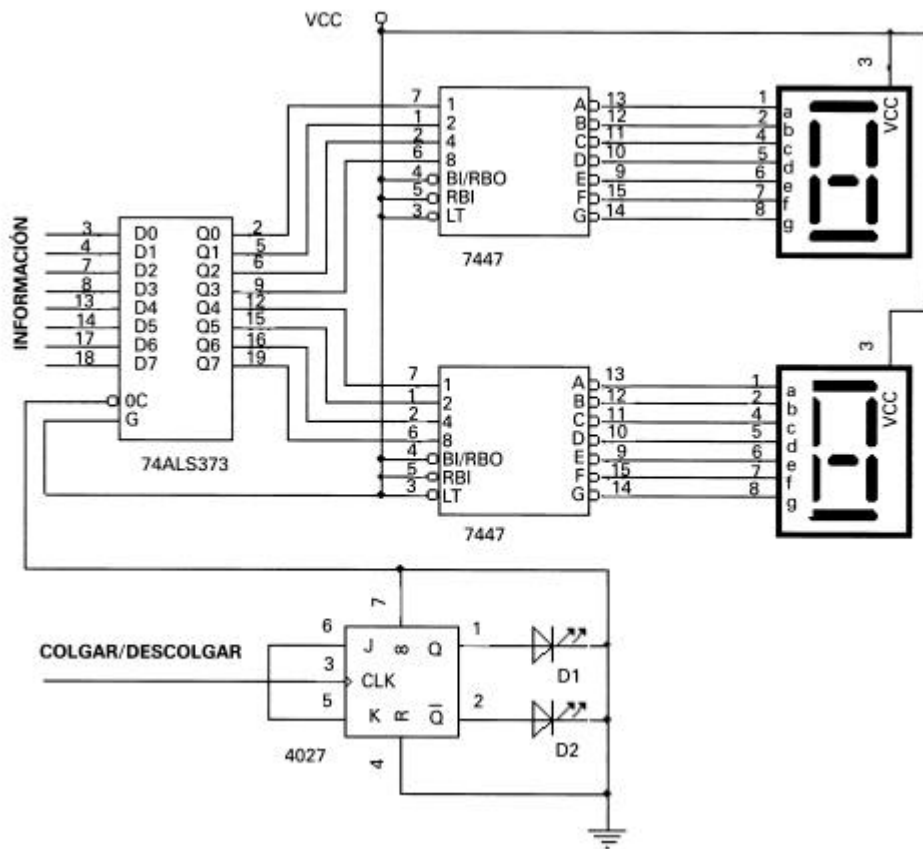 VCC
3
VCC
7 1 A 13 1 a
1 2 B 12 2 b
2 4 C 11 4 c
6 8 D 10 5 d
4 BI/RBO E 9 6 e
5 RBI F 15 7 f
3 LT G 14 8 g
7447
INFORMACIÓN
3 D0 Q0 2
4 D1 Q1 5
7 D2 Q2 6
8 D3 Q3 9
13 D4 Q4 12
14 D5 Q5 15
17 D6 Q6 16
18 D7 Q7 19
0C
G
74ALS373
3
VCC
7 1 A 13 1 a
1 2 B 12 2 b
2 4 C 11 4 c
6 8 D 10 5 d
4 BI/RBO E 9 6 e
5 RBI F 15 7 f
3 LT G 14 8 g
7447
COLGAR/DESCOLGAR
7
6 J 8 Q 1
3 CLK
5 K R Q̅ 2
4
4027
D1
D2